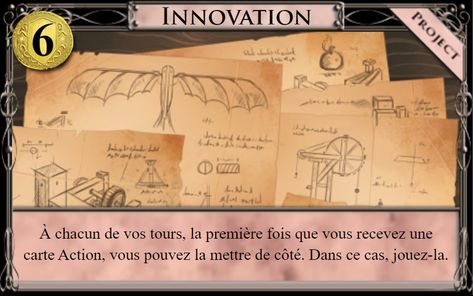 INNOVATION
6
PROJECT
À chacun de vos tours, la première fois que vous recevez une
carte Action, vous pouvez la mettre de côté. Dans ce cas, jouez-la.